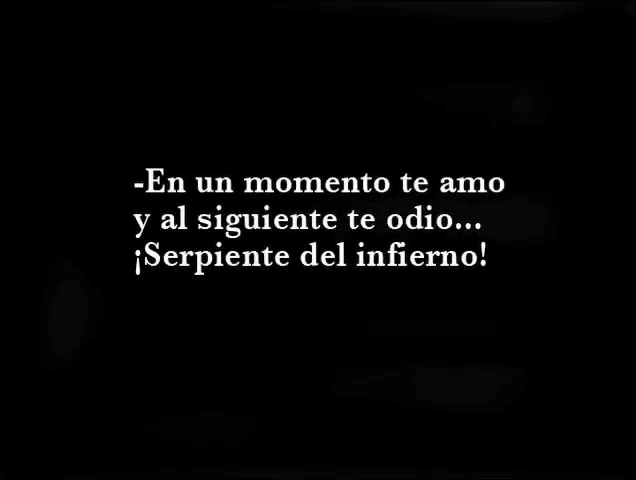 -En un momento te amo
y al siguiente te odio...
¡Serpiente del infierno!